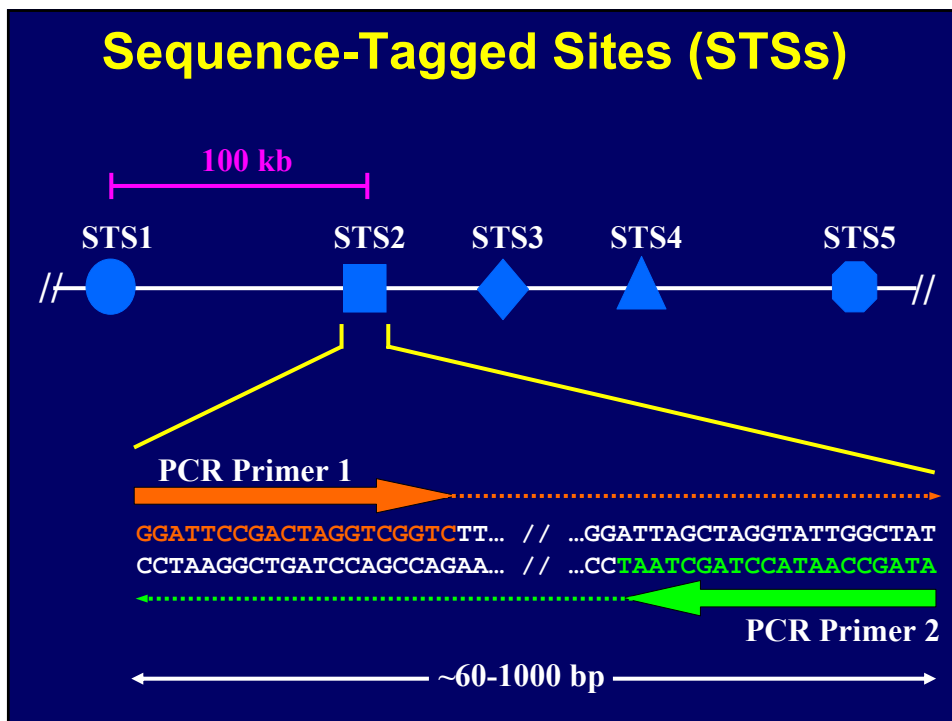 Sequence-Tagged Sites (STSs)
100 kb
STS1 STS2 STS3 STS4 STS5
// //
PCR Primer 1
GGATTCCGACTAGGTCGGTCTT... // ...GGATTAGCTAGGTATTGGCTAT
CCTAAGGCTGATCCAGCCAGAA... // ...CCTAATCGATCCATAACCGATA
PCR Primer 2
~60-1000 bp